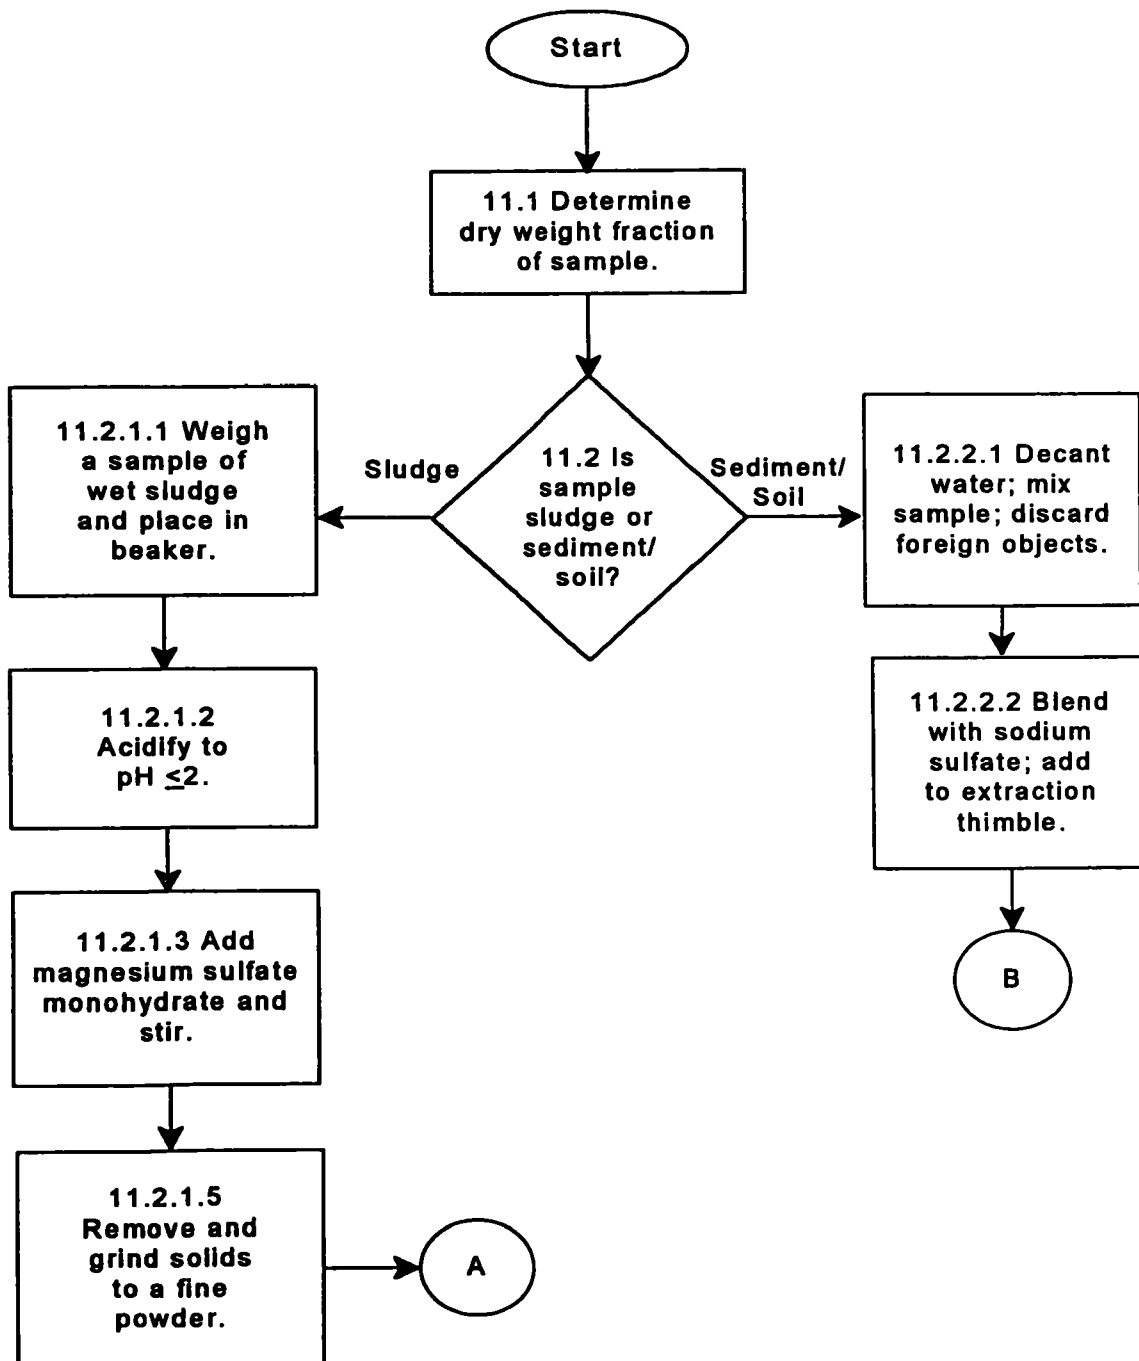 Start
11.1 Determine
dry weight fraction
of sample.
11.2 Is
sample
sludge or
sediment/
soil?
Sludge
11.2.1.1 Weigh
a sample of
wet sludge
and place in
beaker.
11.2.1.2
Acidify to
pH ≤2.
11.2.1.3 Add
magnesium sulfate
monohydrate and
stir.
11.2.1.5
Remove and
grind solids
to a fine
powder.
A
Sediment/
Soil
11.2.2.1 Decant
water; mix
sample; discard
foreign objects.
11.2.2.2 Blend
with sodium
sulfate; add
to extraction
thimble.
B